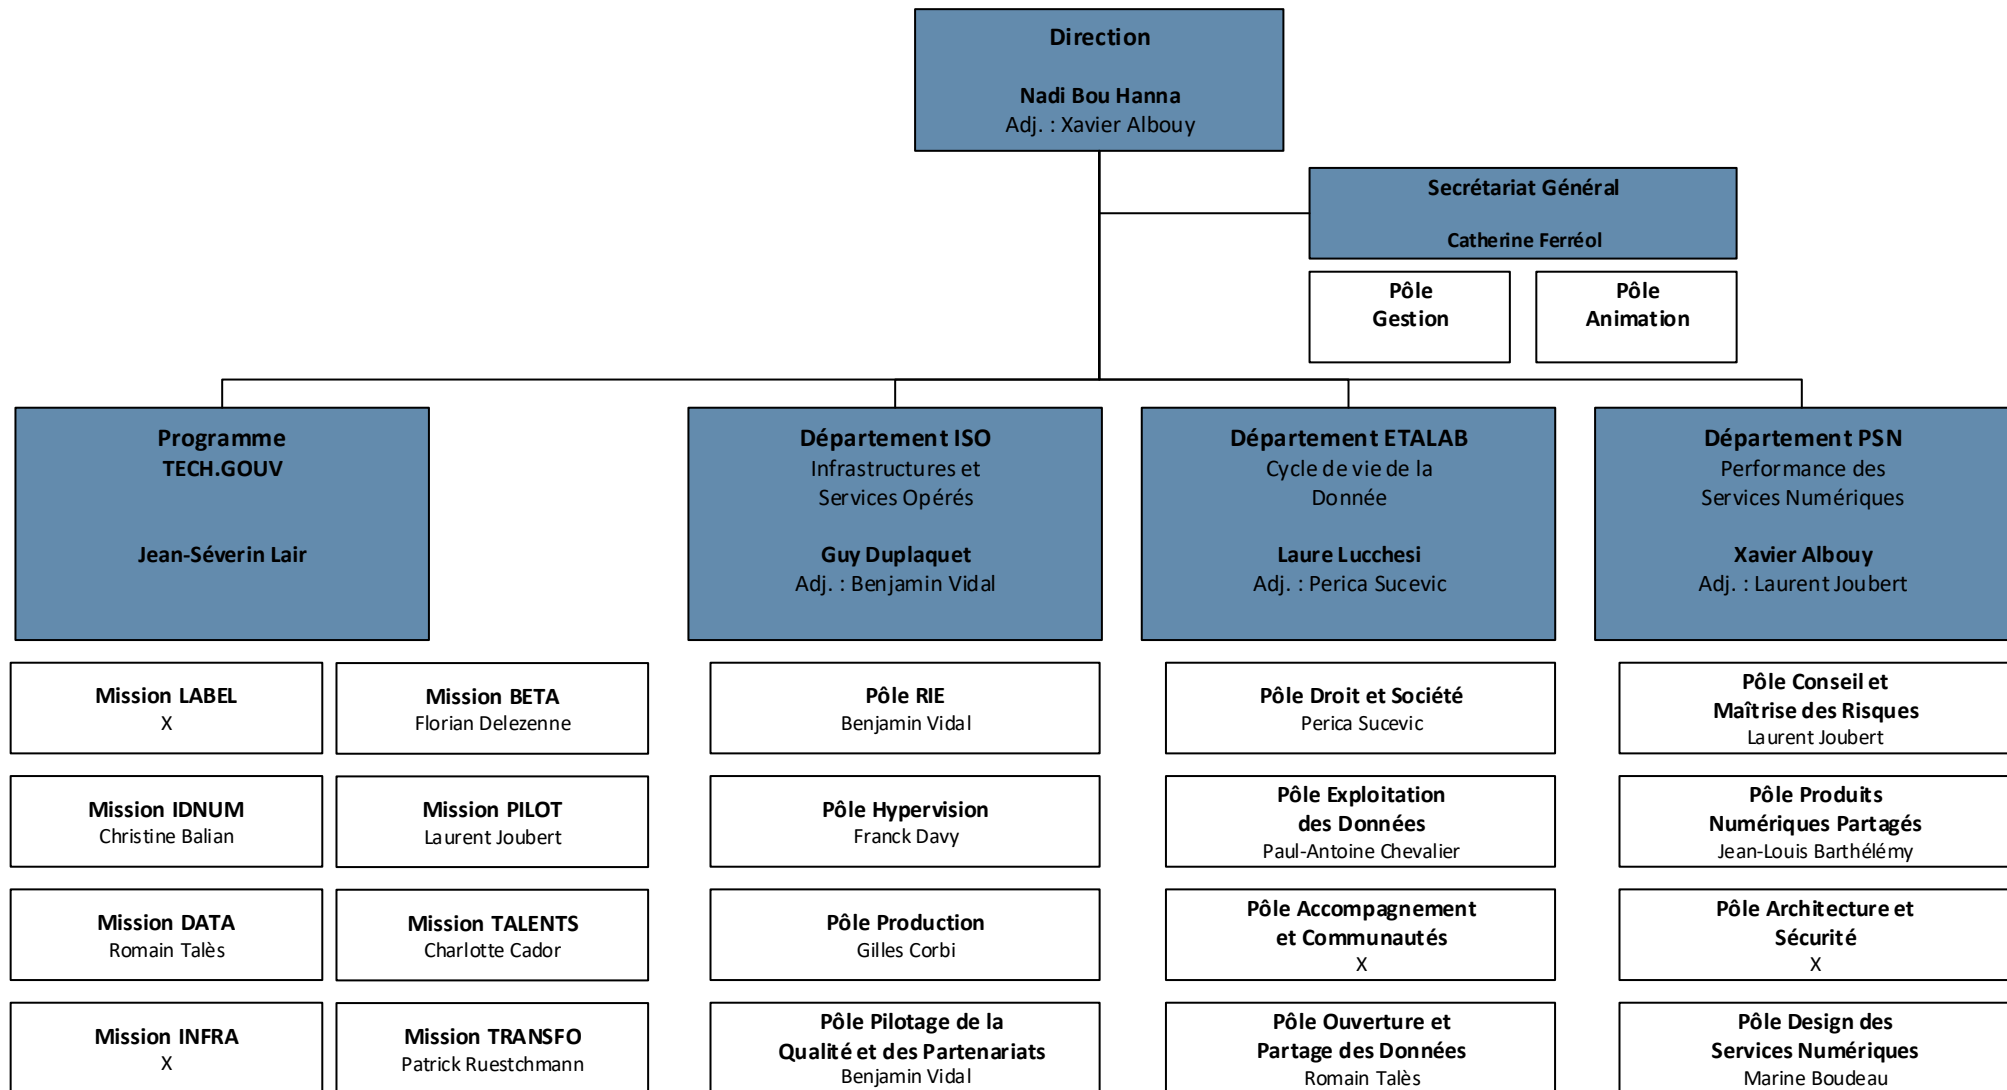 Direction
Nadi Bou Hanna
Adj. : Xavier Albouy
Secrétariat Général
Catherine Ferréol
Pôle
Gestion
Pôle
Animation
Programme
TECH.GOUV
Jean-Séverin Lair
Département ISO
Infrastructures et
Services Opérés
Guy Duplaquet
Adj. : Benjamin Vidal
Département ETALAB
Cycle de vie de la
Donnée
Laure Lucchesi
Adj. : Perica Sucevic
Département PSN
Performance des
Services Numériques
Xavier Albouy
Adj. : Laurent Joubert
Mission LABEL
X
Mission BETA
Florian Delezenne
Pôle RIE
Benjamin Vidal
Pôle Droit et Société
Perica Sucevic
Pôle Conseil et
Maîtrise des Risques
Laurent Joubert
Mission IDNUM
Christine Balian
Mission PILOT
Laurent Joubert
Pôle Hypervision
Franck Davy
Pôle Exploitation
des Données
Paul-Antoine Chevalier
Pôle Produits
Numériques Partagés
Jean-Louis Barthélémy
Mission DATA
Romain Talès
Mission TALENTS
Charlotte Cador
Pôle Production
Gilles Corbi
Pôle Accompagnement
et Communautés
X
Pôle Architecture et
Sécurité
X
Mission INFRA
X
Mission TRANSFO
Patrick Ruestchmann
Pôle Pilotage de la
Qualité et des Partenariats
Benjamin Vidal
Pôle Ouverture et
Partage des Données
Romain Talès
Pôle Design des
Services Numériques
Marine Boudeau